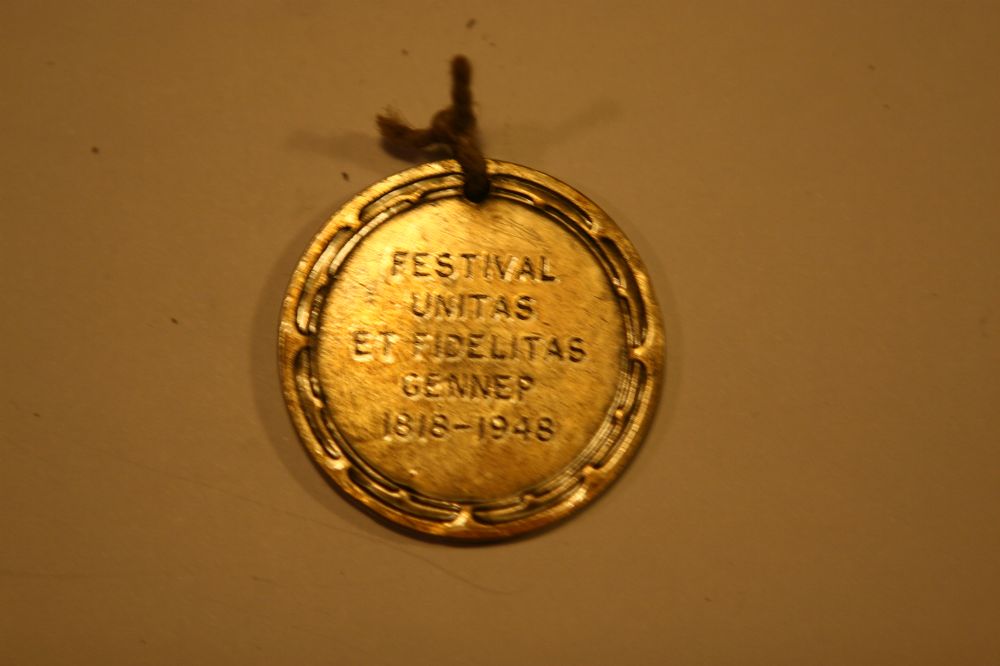 FESTIVAL
UNITAS
ET FIDELITAS
GENNEP
1818-1948